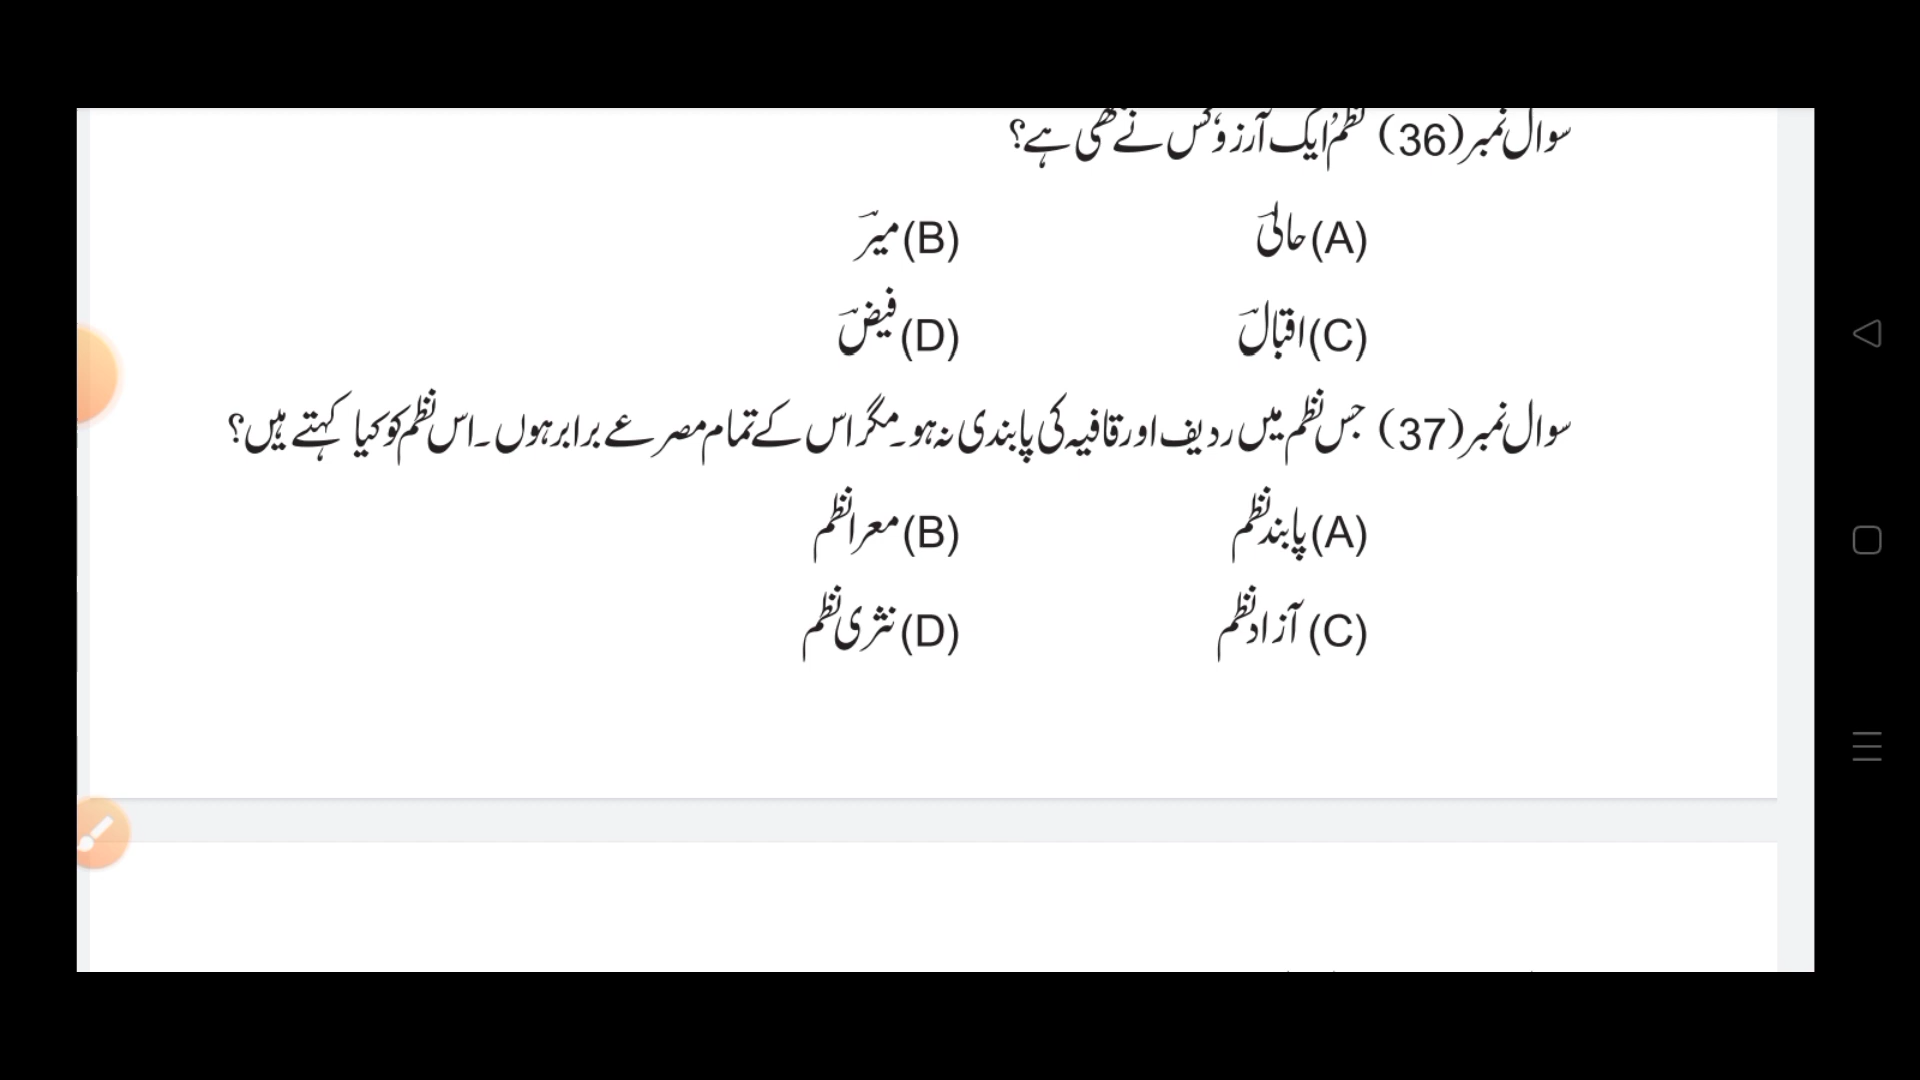 سوال نمبر (36) نظم ’ایک آرزو‘ کس نے لکھی ہے؟
(A) حالیؔ (B) میرؔ
(C) اقبالؔ (D) فیضؔ
سوال نمبر (37) جس نظم میں ردیف اور قافیہ کی پابندی نہ ہو۔ مگر اس کے تمام مصرعے برابر ہوں۔ اس نظم کو کیا کہتے ہیں؟
(A) پابند نظم (B) معرا نظم
(C) آزاد نظم (D) نثری نظم